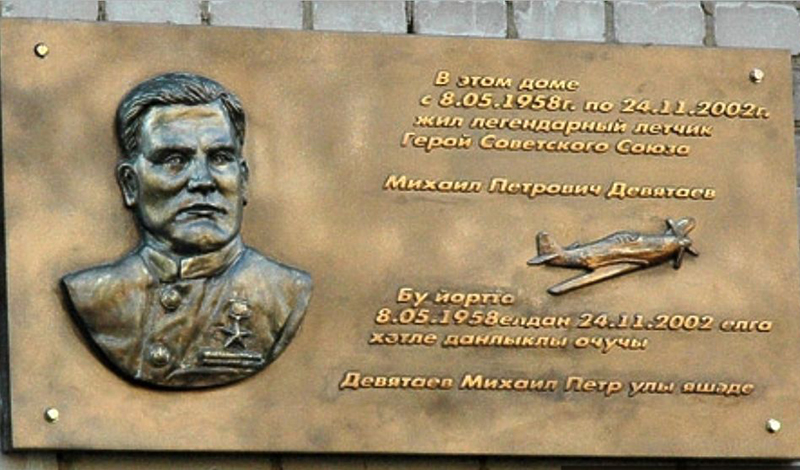 В этом доме
с 8.05.1958г. по 24.11.2002г.
жил легендарный летчик
Герой Советского Союза
Михаил Петрович Девятаев
Бу йортта
8.05.1958елдан 24.11.2002 елга
хәтле данлыклы очучы
Девятаев Михаил Петр улы яшәде